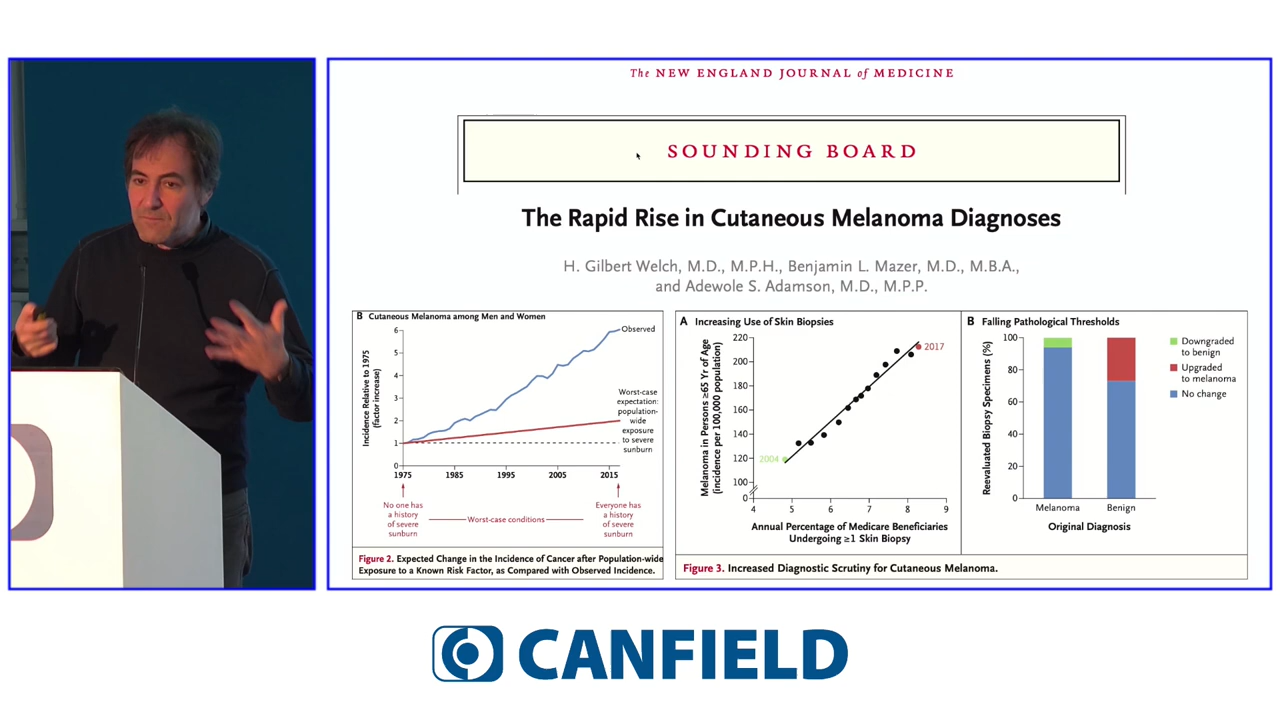 The NEW ENGLAND JOURNAL of MEDICINE
SOUNDING BOARD
The Rapid Rise in Cutaneous Melanoma Diagnoses
H. Gilbert Welch, M.D., M.P.H., Benjamin L. Mazer, M.D., M.B.A.,
and Adewole S. Adamson, M.D., M.P.P.
B Cutaneous Melanoma among Men and Women
Incidence Relative to 1975
(factor increase)
6
5
4
3
2
1
0
1975
1985
1995
2005
2015
Observed
Worst-case
expectation:
population-
wide
exposure
to severe
sunburn
No one has
a history
of severe
sunburn
Worst-case conditions
Everyone has
a history
of severe
sunburn
Figure 2. Expected Change in the Incidence of Cancer after Population-wide
Exposure to a Known Risk Factor, as Compared with Observed Incidence.
A Increasing Use of Skin Biopsies
Melanoma in Persons ≥65 Yr of Age
(incidence per 100,000 population)
220
200
180
160
140
120
100
0
2004
2017
4
5
6
7
8
9
Annual Percentage of Medicare Beneficiaries
Undergoing ≥1 Skin Biopsy
B Falling Pathological Thresholds
Reevaluated Biopsy Specimens (%)
100
80
60
40
20
0
Melanoma
Benign
Original Diagnosis
Downgraded
to benign
Upgraded
to melanoma
No change
Figure 3. Increased Diagnostic Scrutiny for Cutaneous Melanoma.
CANFIELD